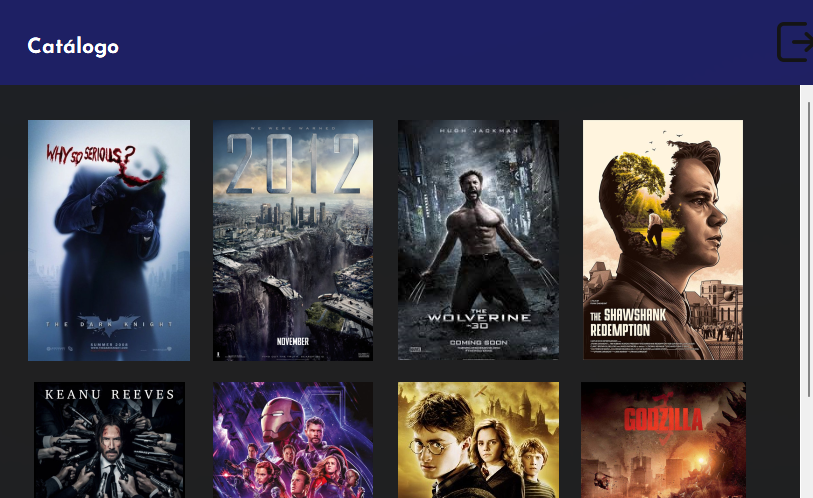 Catálogo
WHY SO SERIOUS?
THE DARK KNIGHT
SUMMER 2008
WE WERE WARNED
2012
NOVEMBER
HUGH JACKMAN
THE
WOLVERINE
-3D
COMING SOON
THE SHAWSHANK
REDEMPTION
KEANU REEVES
GODZILLA